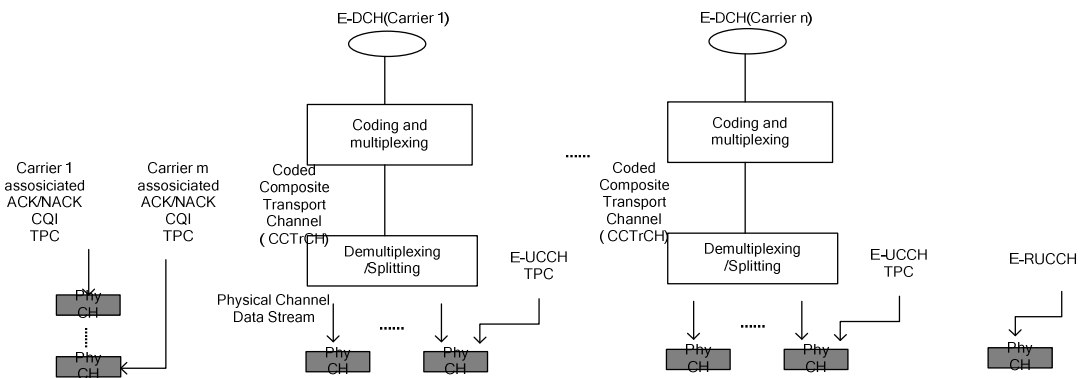 E-DCH(Carrier 1)
E-DCH(Carrier n)
Coding and
multiplexing
Coding and
multiplexing
......
Carrier 1
assosiciated
ACK/NACK
CQI
TPC
Carrier m
assosiciated
ACK/NACK
CQI
TPC
Coded
Composite
Transport
Channel
( CCTrCH)
Coded
Composite
Transport
Channel
( CCTrCH)
Demultiplexing
/Splitting
E-UCCH
TPC
Demultiplexing
/Splitting
E-UCCH
TPC
E-RUCCH
Physical Channel
Data Stream
......
......
Phy
CH
......
Phy
CH
Phy
CH
Phy
CH
Phy
CH
Phy
CH
Phy
CH